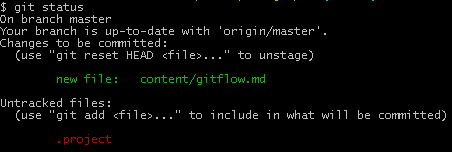 $ git status
On branch master
Your branch is up-to-date with 'origin/master'.
Changes to be committed:
  (use "git reset HEAD <file>..." to unstage)
        new file:   content/gitflow.md
Untracked files:
  (use "git add <file>..." to include in what will be committed)
        .project